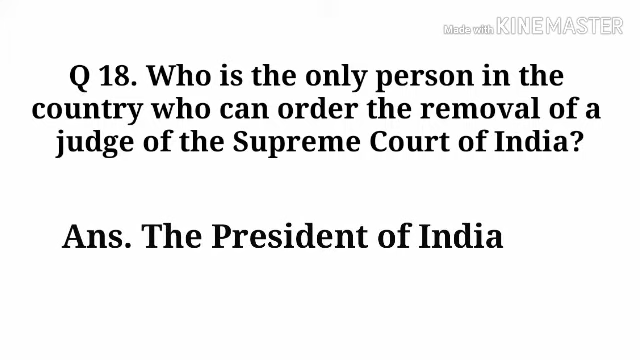 Made with KINEMASTER
Q 18. Who is the only person in the
country who can order the removal of a
judge of the Supreme Court of India?
Ans. The President of India